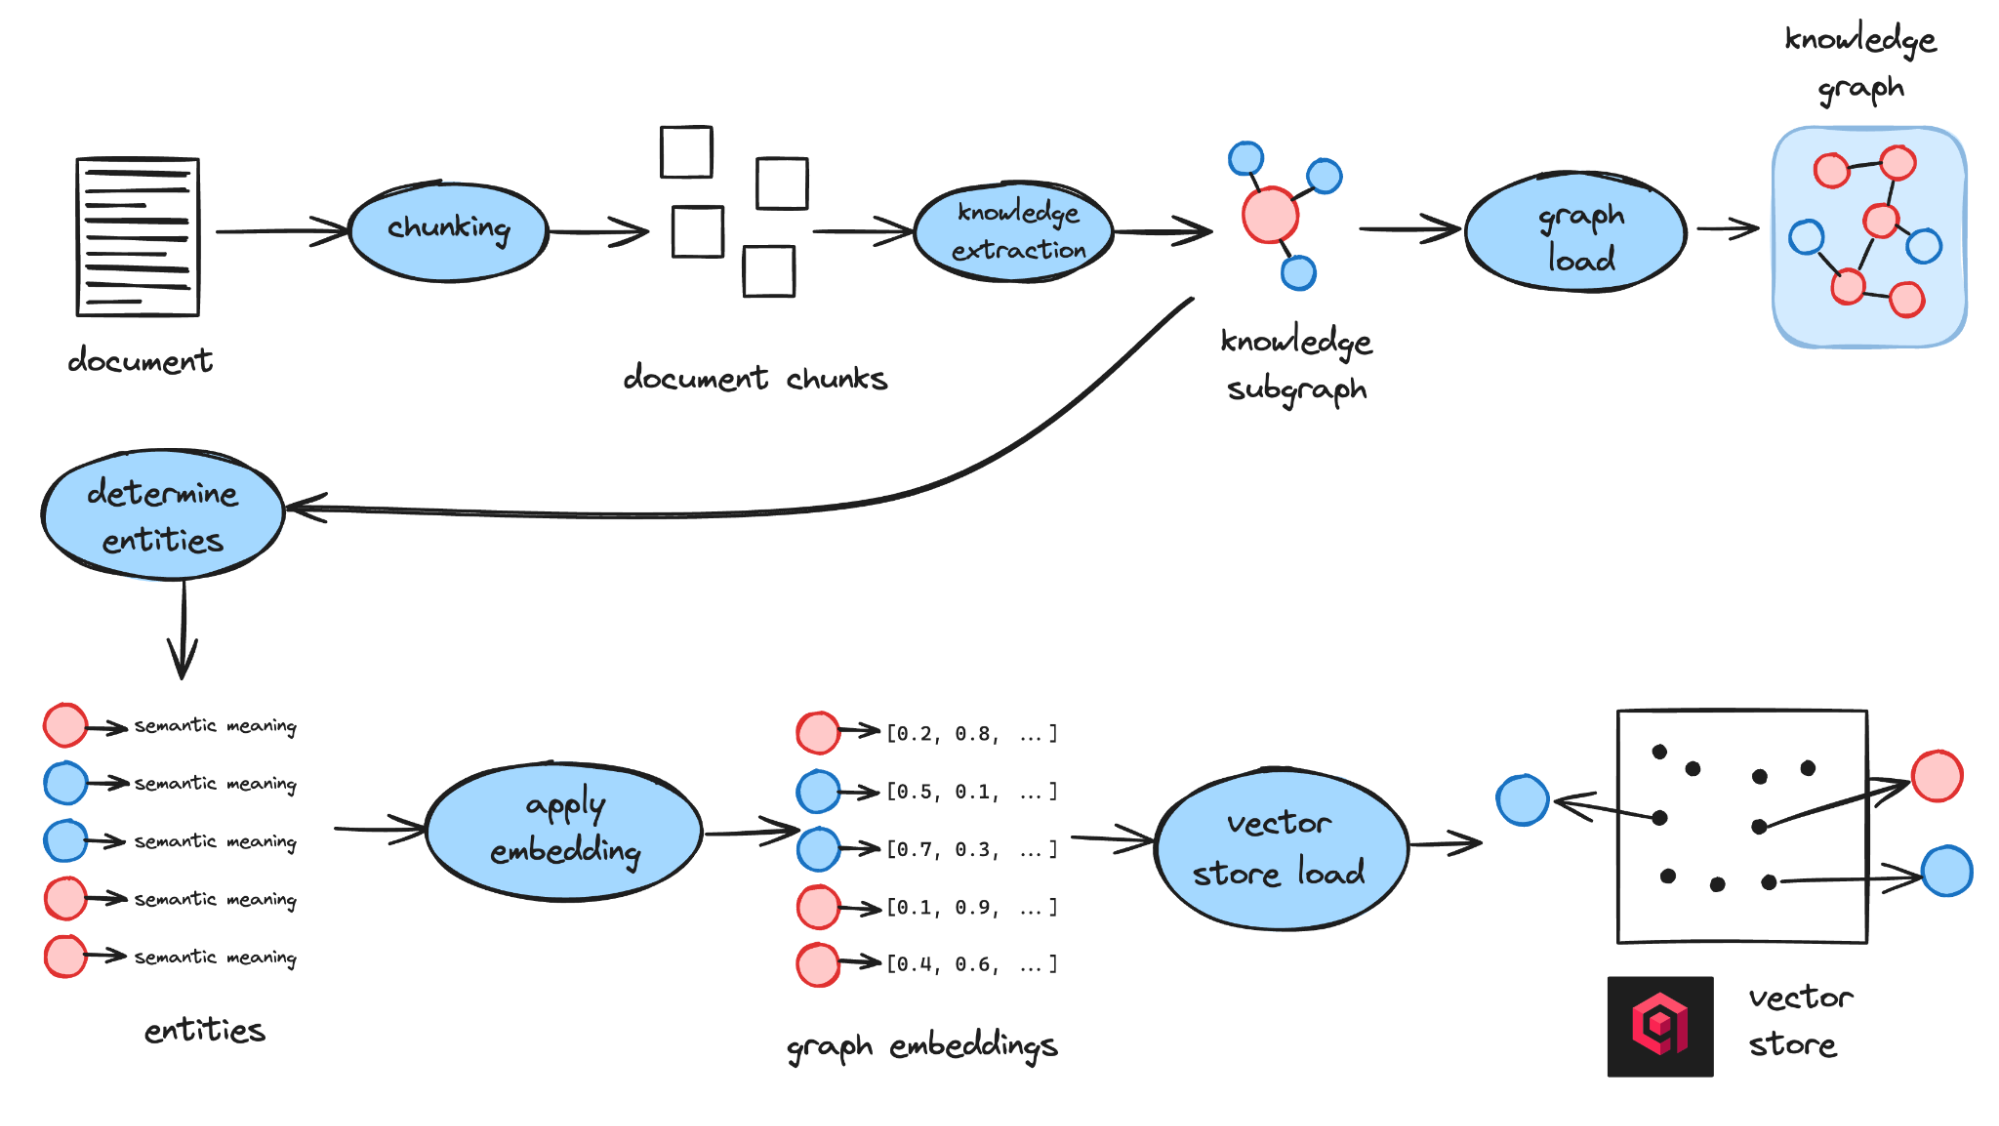 knowledge
graph
chunking
knowledge
extraction
graph
load
document
document chunks
knowledge
subgraph
determine
entities
semantic meaning
semantic meaning
semantic meaning
semantic meaning
semantic meaning
entities
apply
embedding
[0.2, 0.8, ...]
[0.5, 0.1, ...]
[0.7, 0.3, ...]
[0.1, 0.9, ...]
[0.4, 0.6, ...]
graph embeddings
vector
store load
vector
store